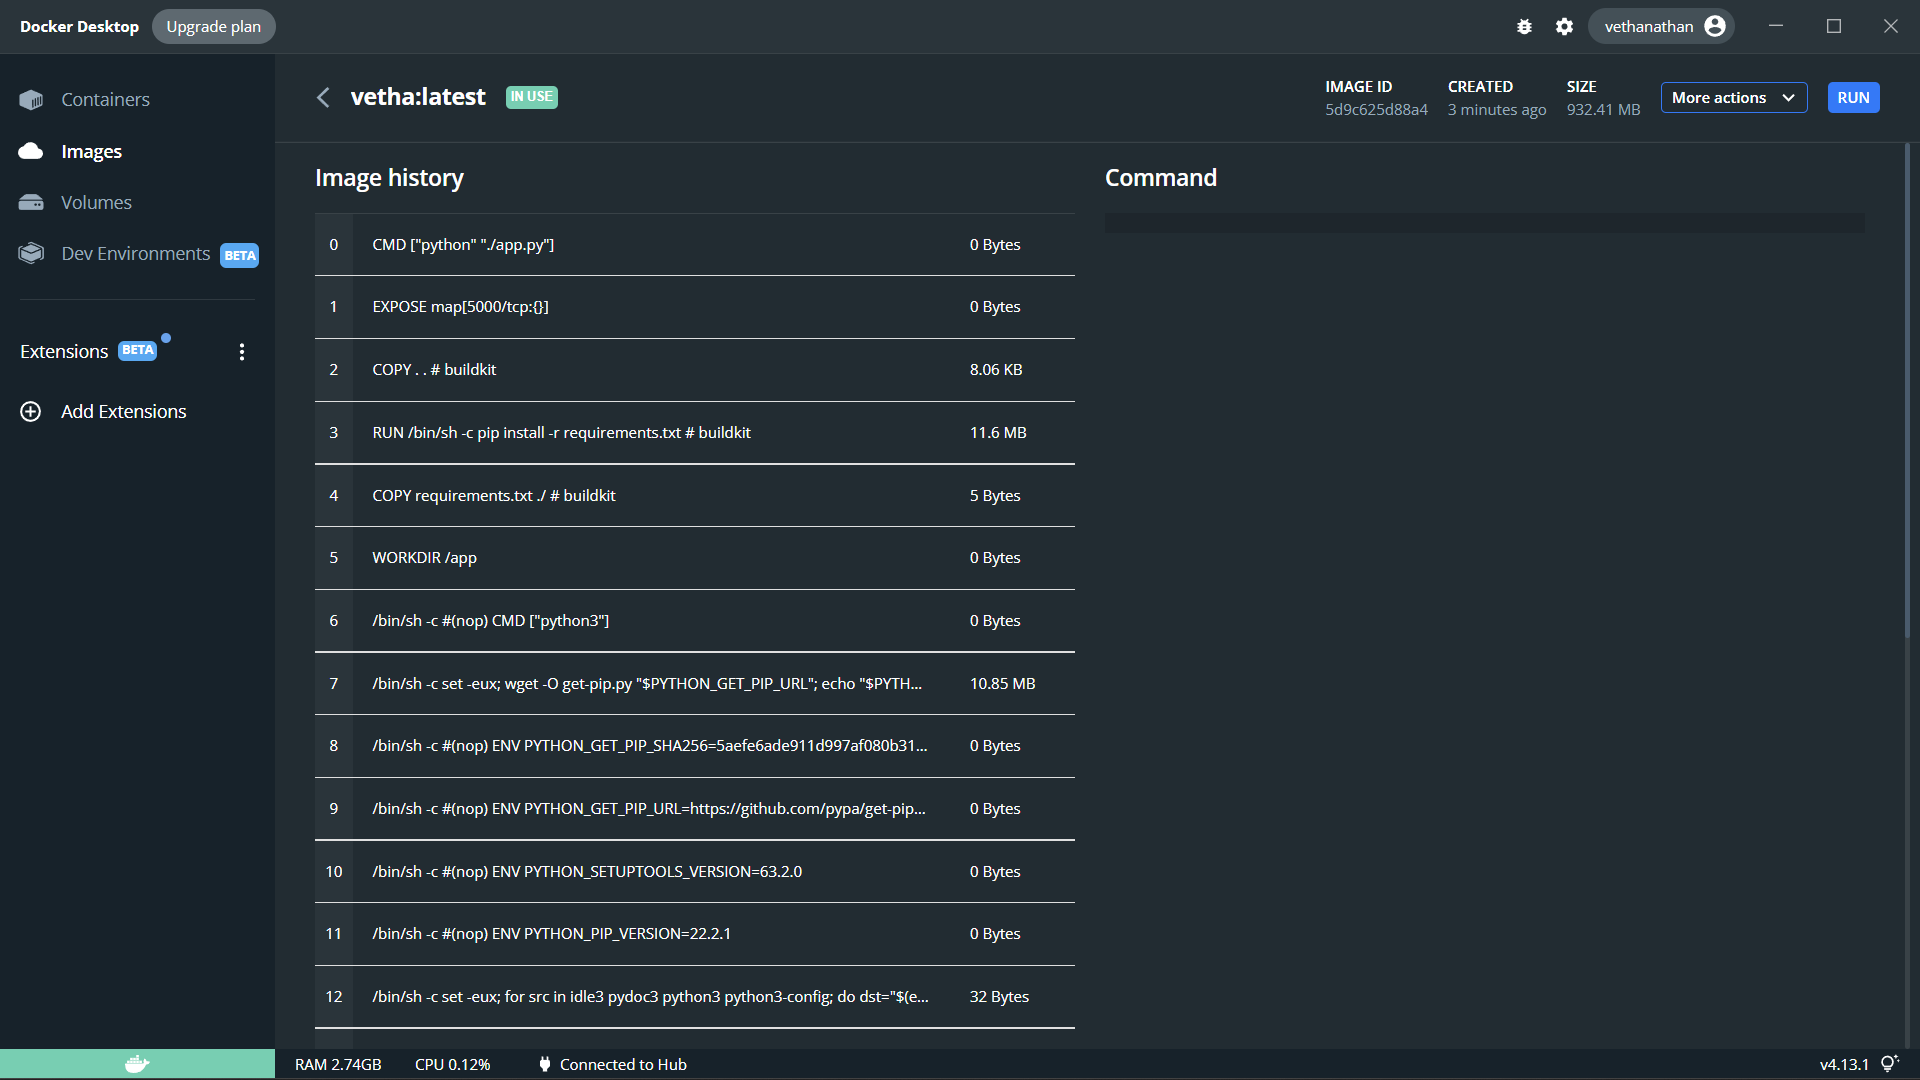 Docker Desktop Upgrade plan vethanathan
Containers
Images
Volumes
Dev Environments BETA
Extensions BETA
Add Extensions
vetha:latest IN USE
IMAGE ID
5d9c625d88a4
CREATED
3 minutes ago
SIZE
932.41 MB
More actions
RUN
Image history
0 CMD ["python" "./app.py"] 0 Bytes
1 EXPOSE map[5000/tcp:{}] 0 Bytes
2 COPY . . # buildkit 8.06 KB
3 RUN /bin/sh -c pip install -r requirements.txt # buildkit 11.6 MB
4 COPY requirements.txt ./ # buildkit 5 Bytes
5 WORKDIR /app 0 Bytes
6 /bin/sh -c #(nop) CMD ["python3"] 0 Bytes
7 /bin/sh -c set -eux; wget -O get-pip.py "$PYTHON_GET_PIP_URL"; echo "$PYTH... 10.85 MB
8 /bin/sh -c #(nop) ENV PYTHON_GET_PIP_SHA256=5aefe6ade911d997af080b31... 0 Bytes
9 /bin/sh -c #(nop) ENV PYTHON_GET_PIP_URL=https://github.com/pypa/get-pip... 0 Bytes
10 /bin/sh -c #(nop) ENV PYTHON_SETUPTOOLS_VERSION=63.2.0 0 Bytes
11 /bin/sh -c #(nop) ENV PYTHON_PIP_VERSION=22.2.1 0 Bytes
12 /bin/sh -c set -eux; for src in idle3 pydoc3 python3 python3-config; do dst="$(e... 32 Bytes
Command
RAM 2.74GB CPU 0.12% Connected to Hub v4.13.1